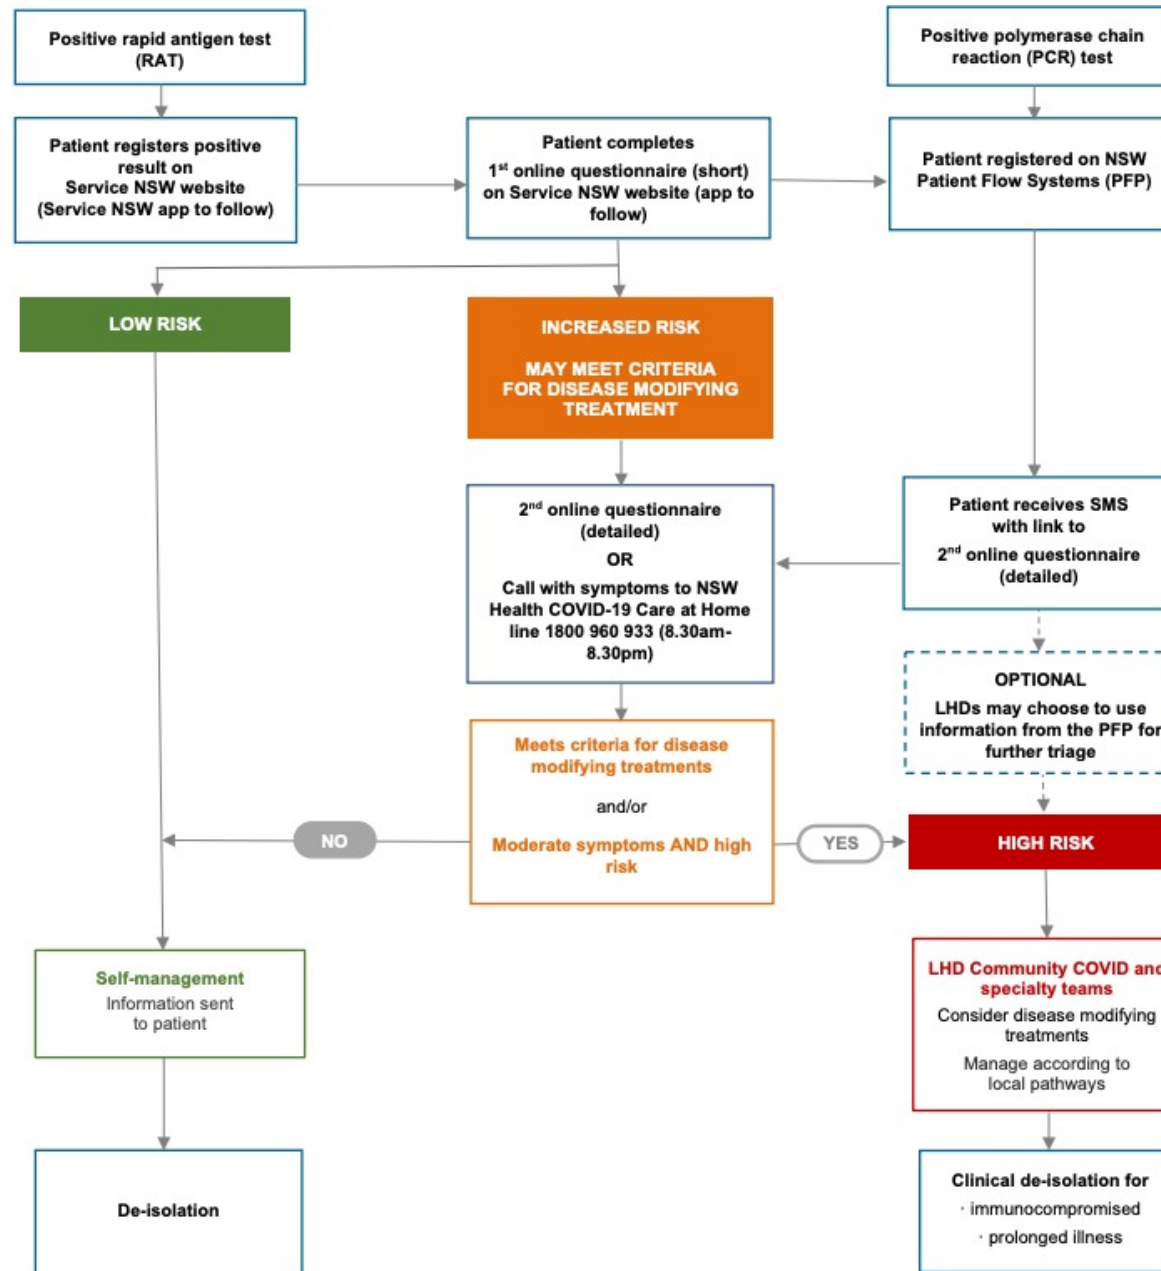 Positive rapid antigen test
(RAT)
Positive polymerase chain
reaction (PCR) test
Patient registers positive
result on
Service NSW website
(Service NSW app to follow)
Patient completes
1st online questionnaire (short)
on Service NSW website (app to
follow)
Patient registered on NSW
Patient Flow Systems (PFP)
LOW RISK
INCREASED RISK
MAY MEET CRITERIA
FOR DISEASE MODIFYING
TREATMENT
2nd online questionnaire
(detailed)
OR
Call with symptoms to NSW
Health COVID-19 Care at Home
line 1800 960 933 (8.30am-
8.30pm)
Patient receives SMS
with link to
2nd online questionnaire
(detailed)
OPTIONAL
LHDs may choose to use
information from the PFP for
further triage
Meets criteria for disease
modifying treatments
and/or
Moderate symptoms AND high
risk
NO
YES
HIGH RISK
Self-management
Information sent
to patient
LHD Community COVID and
specialty teams
Consider disease modifying
treatments
Manage according to
local pathways
De-isolation
Clinical de-isolation for
· immunocompromised
· prolonged illness